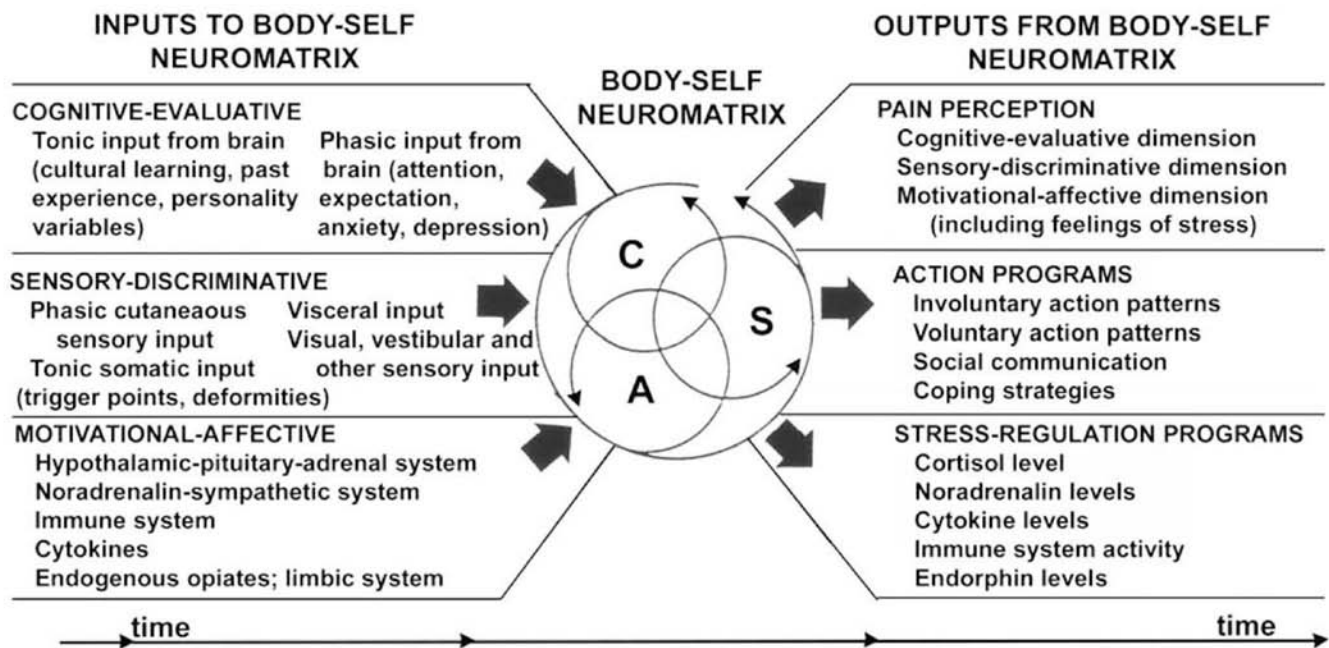 INPUTS TO BODY-SELF
NEUROMATRIX
COGNITIVE-EVALUATIVE
Tonic input from brain
(cultural learning, past
experience, personality
variables)
Phasic input from
brain (attention,
expectation,
anxiety, depression)
SENSORY-DISCRIMINATIVE
Phasic cutaneaous
sensory input
Tonic somatic input
(trigger points, deformities)
Visceral input
Visual, vestibular and
other sensory input
MOTIVATIONAL-AFFECTIVE
Hypothalamic-pituitary-adrenal system
Noradrenalin-sympathetic system
Immune system
Cytokines
Endogenous opiates; limbic system
BODY-SELF
NEUROMATRIX
C
S
A
OUTPUTS FROM BODY-SELF
NEUROMATRIX
PAIN PERCEPTION
Cognitive-evaluative dimension
Sensory-discriminative dimension
Motivational-affective dimension
(including feelings of stress)
ACTION PROGRAMS
Involuntary action patterns
Voluntary action patterns
Social communication
Coping strategies
STRESS-REGULATION PROGRAMS
Cortisol level
Noradrenalin levels
Cytokine levels
Immune system activity
Endorphin levels
time
time